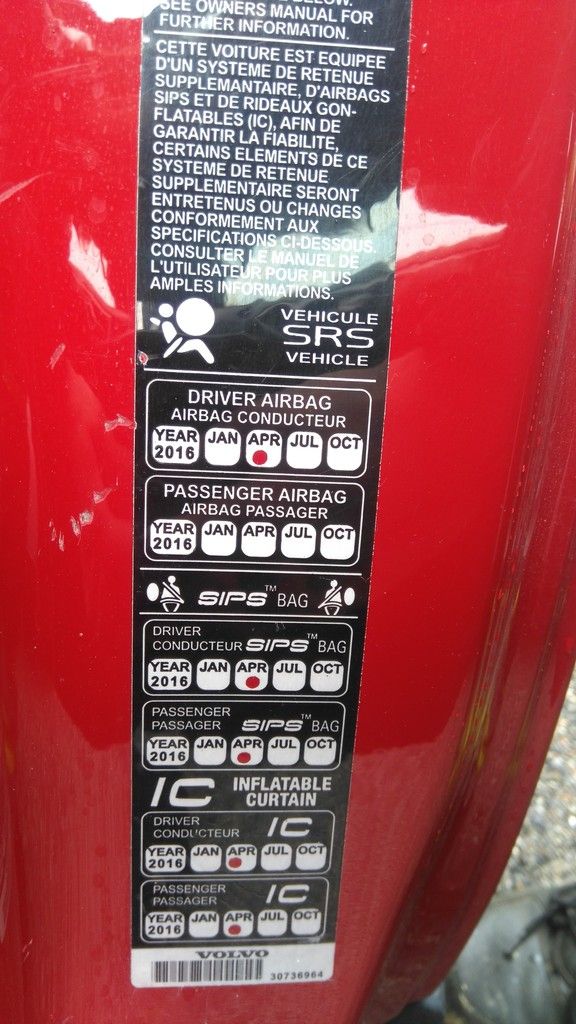 SEE OWNERS MANUAL FOR
FURTHER INFORMATION.
CETTE VOITURE EST EQUIPEE
D'UN SYSTEME DE RETENUE
SUPPLEMANTAIRE, D'AIRBAGS
SIPS ET DE RIDEAUX GON-
FLATABLES (IC), AFIN DE
GARANTIR LA FIABILITE,
CERTAINS ELEMENTS DE CE
SYSTEME DE RETENUE
SUPPLEMENTAIRE SERONT
ENTRETENUS OU CHANGES
CONFORMEMENT AUX
SPECIFICATIONS CI-DESSOUS.
CONSULTER LE MANUEL DE
L'UTILISATEUR POUR PLUS
AMPLES INFORMATIONS.
VEHICULE
SRS
VEHICLE
DRIVER AIRBAG
AIRBAG CONDUCTEUR
YEAR 2016 JAN APR JUL OCT
PASSENGER AIRBAG
AIRBAG PASSAGER
YEAR 2016 JAN APR JUL OCT
SIPS™ BAG
DRIVER
CONDUCTEUR SIPS™ BAG
YEAR 2016 JAN APR JUL OCT
PASSENGER
PASSAGER SIPS™ BAG
YEAR 2016 JAN APR JUL OCT
IC INFLATABLE
CURTAIN
DRIVER
CONDUCTEUR IC
YEAR 2016 JAN APR JUL OCT
PASSENGER
PASSAGER IC
YEAR 2016 JAN APR JUL OCT
VOLVO
30736964